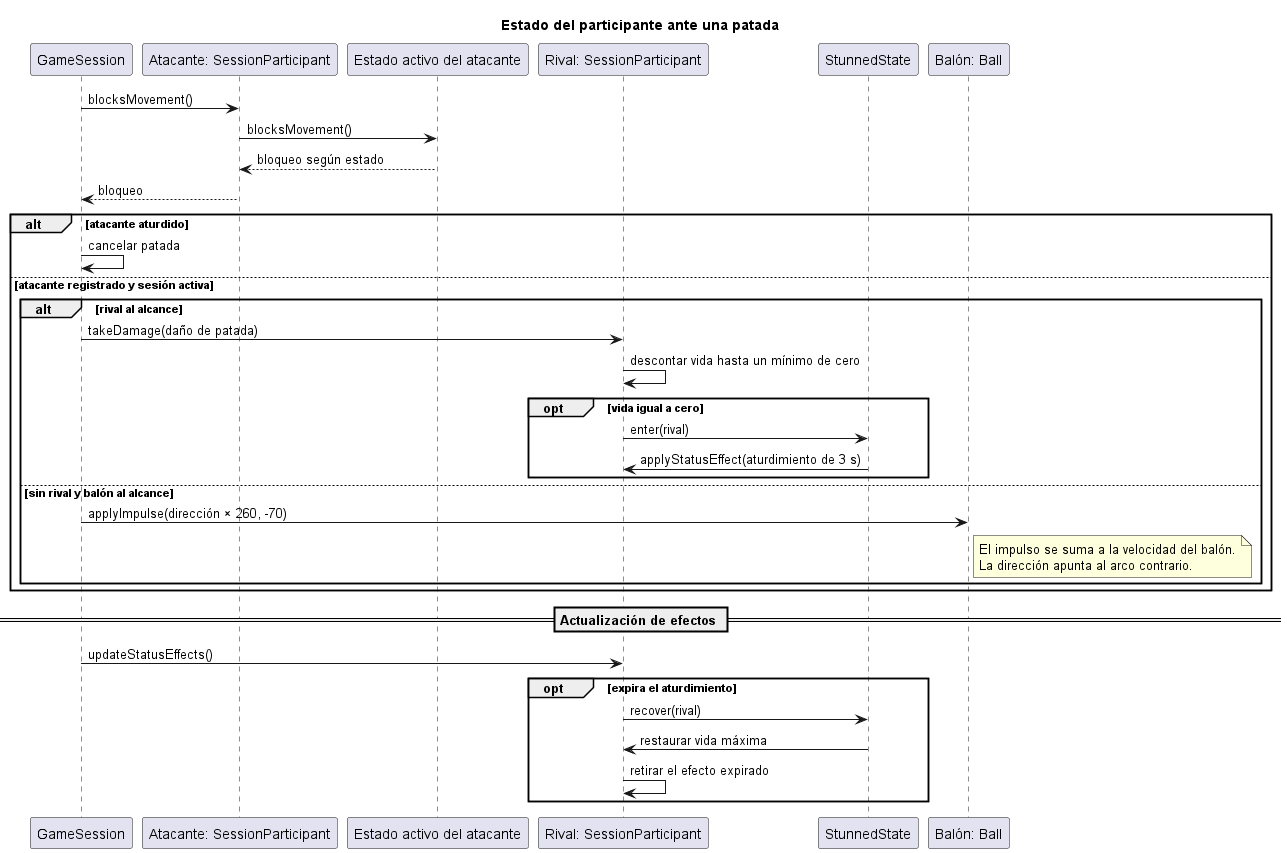 Estado del participante ante una patada
GameSession
Atacante: SessionParticipant
Estado activo del atacante
Rival: SessionParticipant
StunnedState
Balón: Ball
blocksMovement()
blocksMovement()
bloqueo según estado
bloqueo
alt
[atacante aturdido]
cancelar patada
[atacante registrado y sesión activa]
alt
[rival al alcance]
takeDamage(daño de patada)
descontar vida hasta un mínimo de cero
opt
[vida igual a cero]
enter(rival)
applyStatusEffect(aturdimiento de 3 s)
[sin rival y balón al alcance]
applyImpulse(dirección × 260, -70)
El impulso se suma a la velocidad del balón.
La dirección apunta al arco contrario.
Actualización de efectos
updateStatusEffects()
opt
[expira el aturdimiento]
recover(rival)
restaurar vida máxima
retirar el efecto expirado
GameSession
Atacante: SessionParticipant
Estado activo del atacante
Rival: SessionParticipant
StunnedState
Balón: Ball